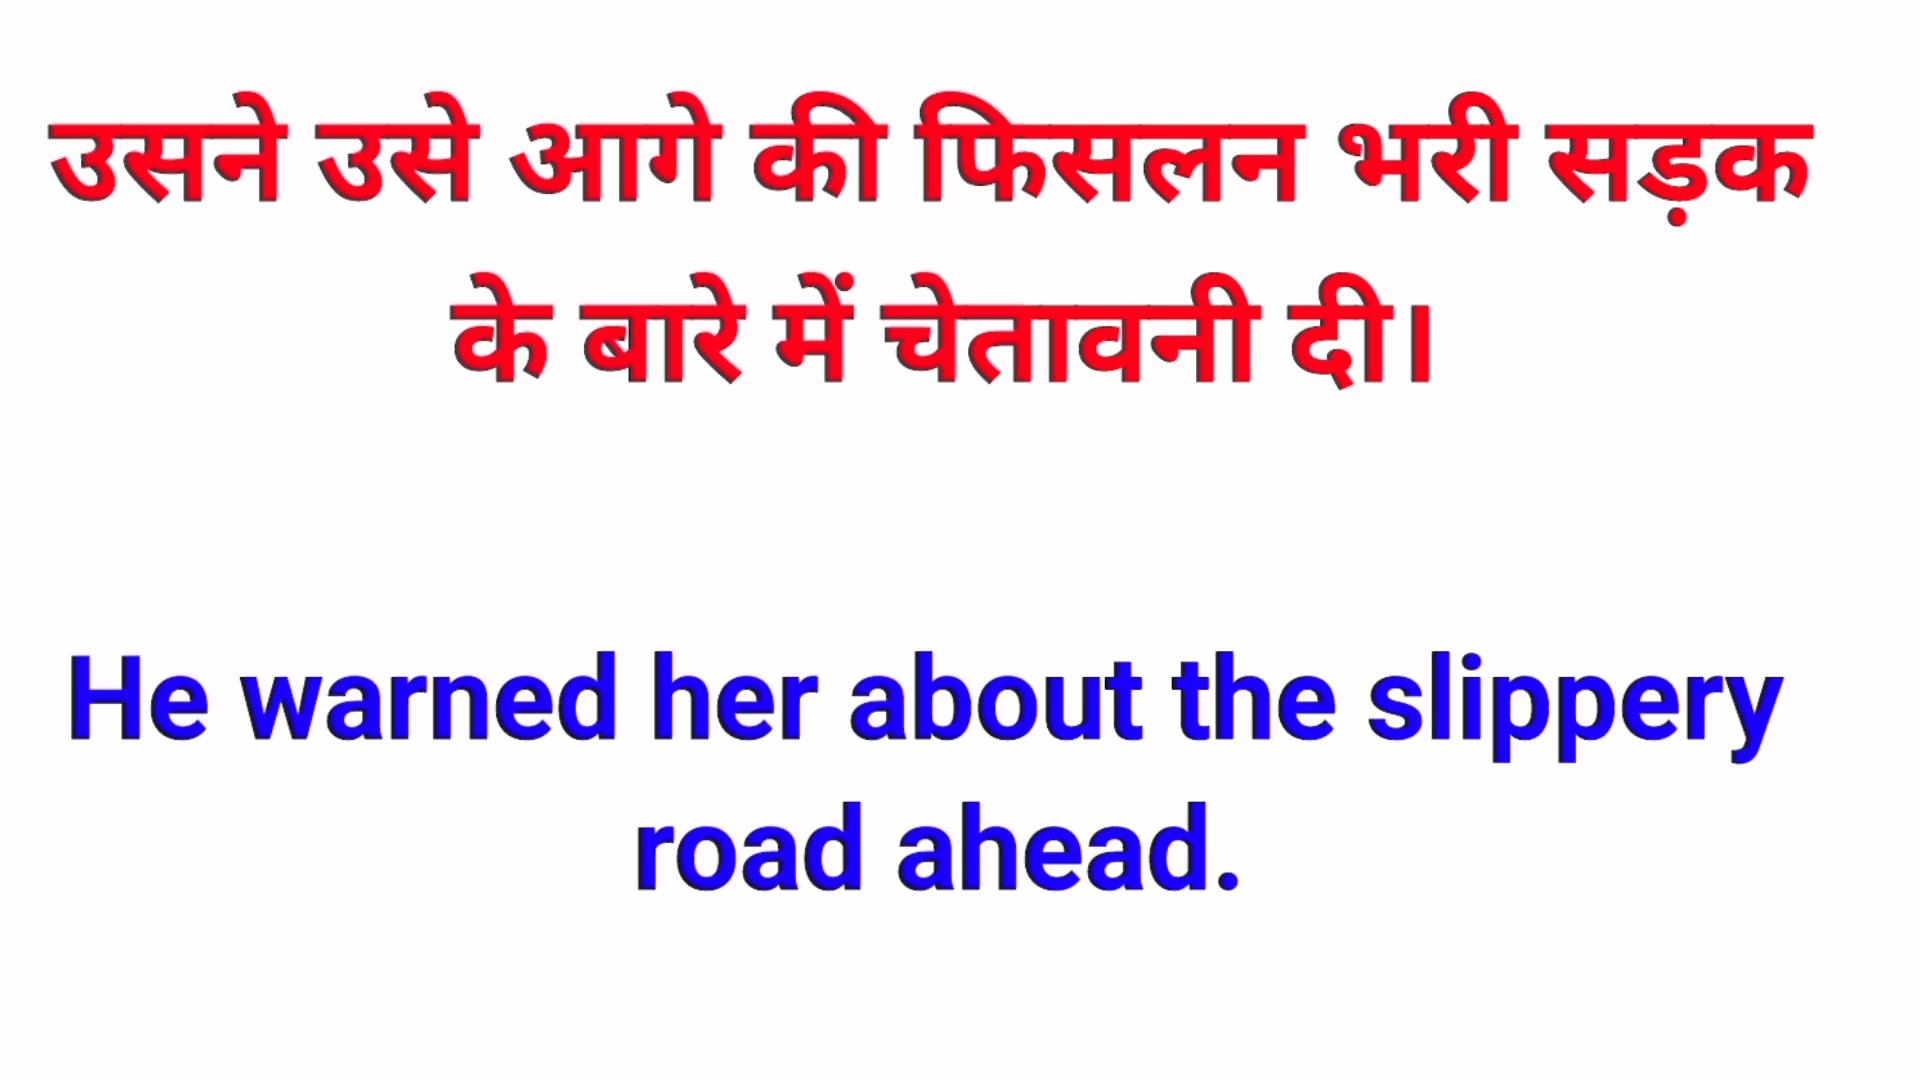 उसने उसे आगे की फिसलन भरी सड़क
के बारे में चेतावनी दी।
He warned her about the slippery
road ahead.